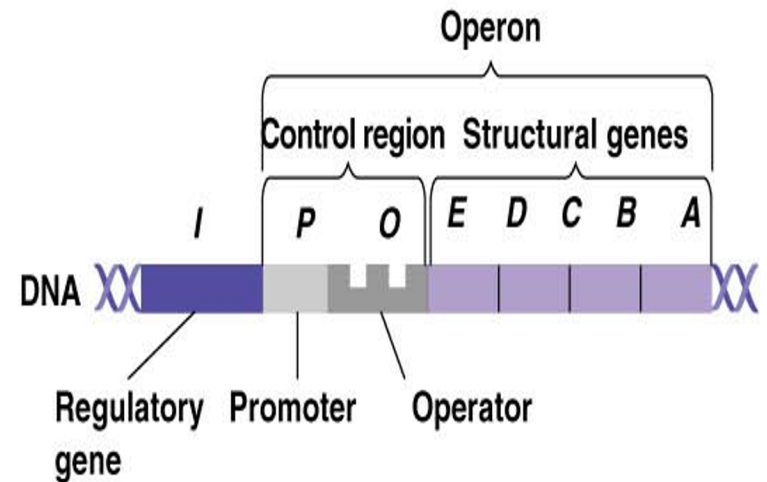 Operon
Control region Structural genes
I P O E D C B A
DNA
Regulatory gene
Promoter
Operator